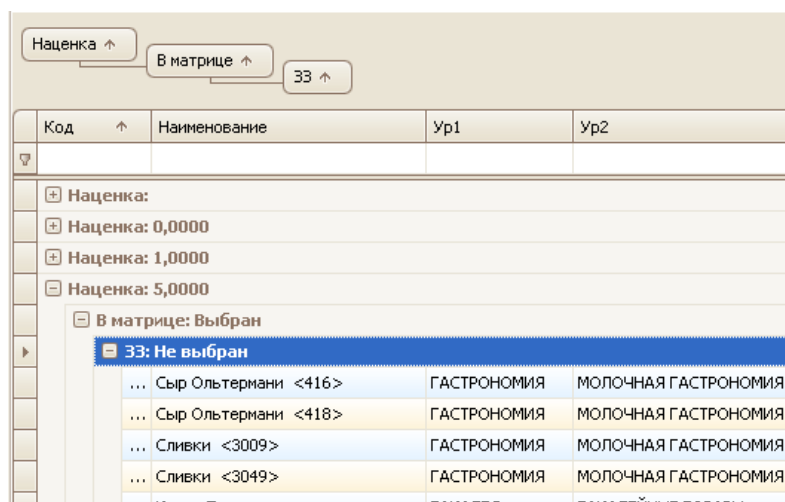 Наценка
В матрице
ЗЗ
Код Наименование Ур1 Ур2
Наценка:
Наценка: 0,0000
Наценка: 1,0000
Наценка: 5,0000
В матрице: Выбран
ЗЗ: Не выбран
... Сыр Ольтермани <416> ГАСТРОНОМИЯ МОЛОЧНАЯ ГАСТРОНОМИЯ
... Сыр Ольтермани <418> ГАСТРОНОМИЯ МОЛОЧНАЯ ГАСТРОНОМИЯ
... Сливки <3009> ГАСТРОНОМИЯ МОЛОЧНАЯ ГАСТРОНОМИЯ
... Сливки <3049> ГАСТРОНОМИЯ МОЛОЧНАЯ ГАСТРОНОМИЯ